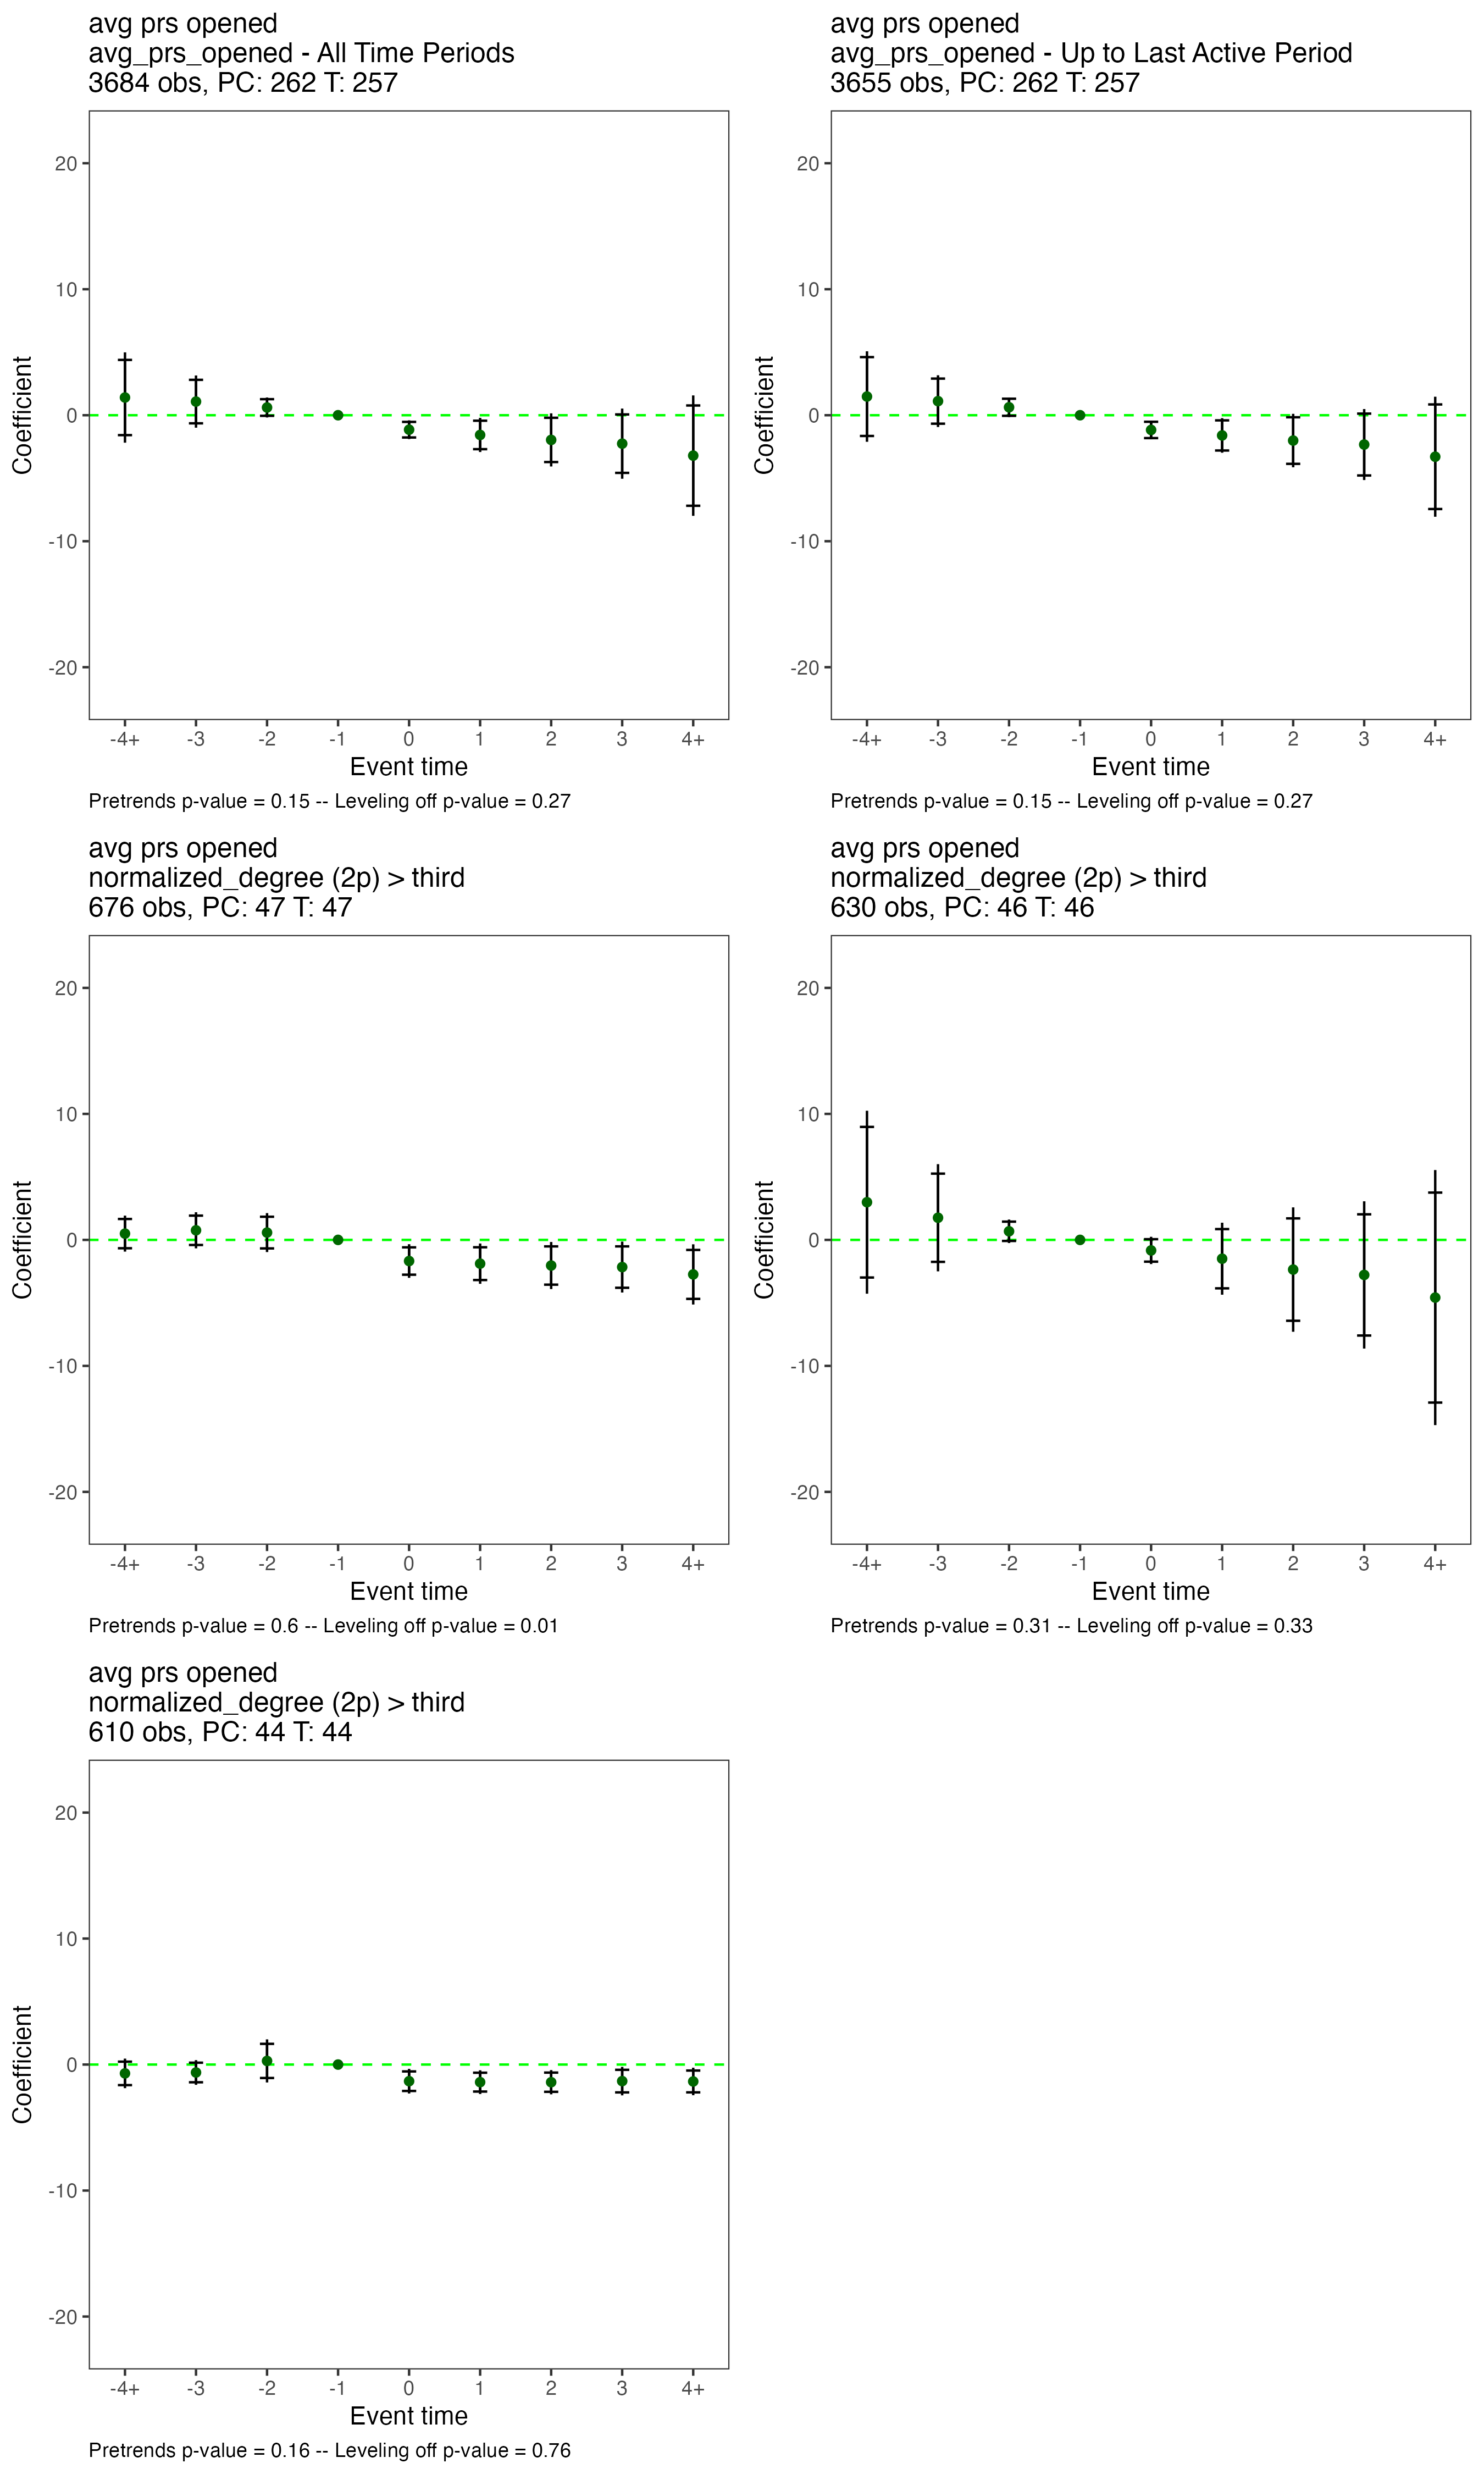 avg prs opened
avg_prs_opened - All Time Periods
3684 obs, PC: 262 T: 257
20
10
0
-10
-20
Coefficient
-4+ -3 -2 -1 0 1 2 3 4+
Event time
Pretrends p-value = 0.15 -- Leveling off p-value = 0.27
avg prs opened
avg_prs_opened - Up to Last Active Period
3655 obs, PC: 262 T: 257
20
10
0
-10
-20
Coefficient
-4+ -3 -2 -1 0 1 2 3 4+
Event time
Pretrends p-value = 0.15 -- Leveling off p-value = 0.27
avg prs opened
normalized_degree (2p) > third
676 obs, PC: 47 T: 47
20
10
0
-10
-20
Coefficient
-4+ -3 -2 -1 0 1 2 3 4+
Event time
Pretrends p-value = 0.6 -- Leveling off p-value = 0.01
avg prs opened
normalized_degree (2p) > third
630 obs, PC: 46 T: 46
20
10
0
-10
-20
Coefficient
-4+ -3 -2 -1 0 1 2 3 4+
Event time
Pretrends p-value = 0.31 -- Leveling off p-value = 0.33
avg prs opened
normalized_degree (2p) > third
610 obs, PC: 44 T: 44
20
10
0
-10
-20
Coefficient
-4+ -3 -2 -1 0 1 2 3 4+
Event time
Pretrends p-value = 0.16 -- Leveling off p-value = 0.76